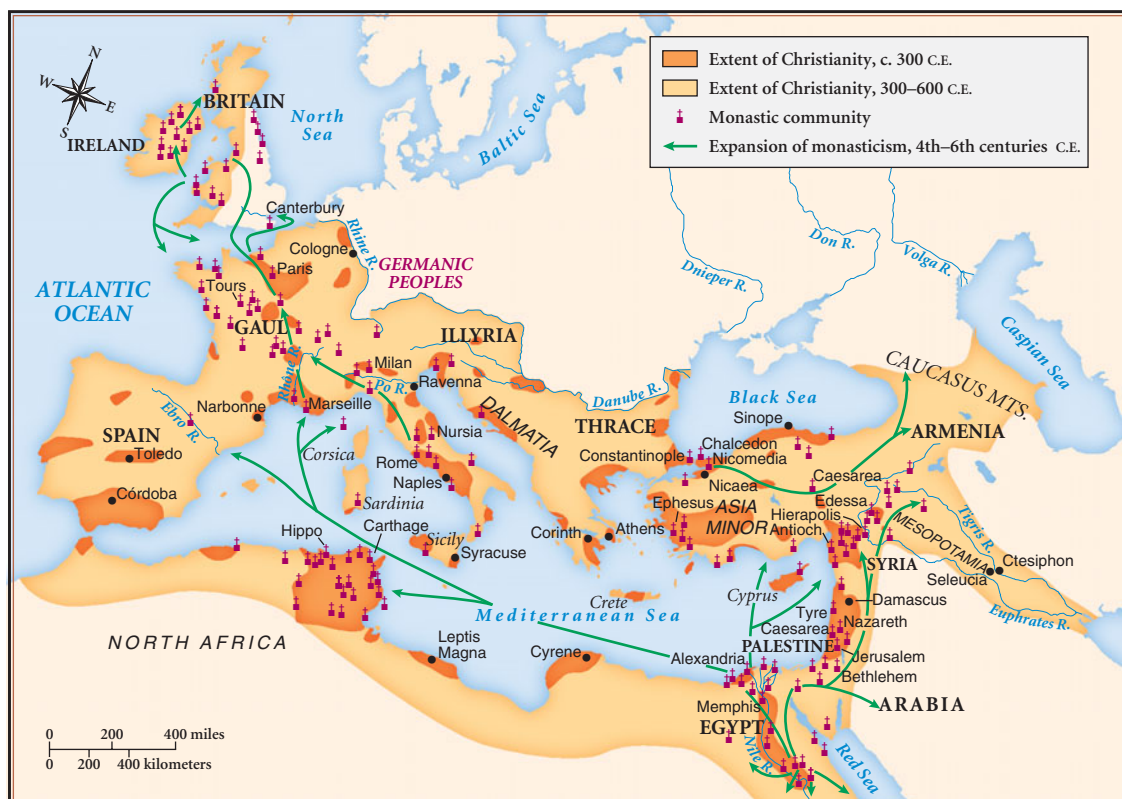 Extent of Christianity, c. 300 C.E.
Extent of Christianity, 300–600 C.E.
Monastic community
Expansion of monasticism, 4th–6th centuries C.E.
N
W
E
S
BRITAIN
IRELAND
North
Sea
Baltic Sea
Canterbury
Cologne
Rhine R.
Paris
GERMANIC
PEOPLES
Dnieper R.
Don R.
Volga R.
ATLANTIC
OCEAN
Tours
GAUL
ILLYRIA
Caspian Sea
Milan
Rhône R.
Po R.
Ravenna
Danube R.
Black Sea
CAUCASUS MTS.
Narbonne
Marseille
DALMATIA
Sinope
Ebro R.
SPAIN
Toledo
Nursia
THRACE
Chalcedon
ARMENIA
Corsica
Constantinople
Nicomedia
Rome
Naples
Nicaea
Caesarea
Córdoba
Sardinia
Ephesus
ASIA
MINOR
Edessa
Hierapolis
Antioch
MESOPOTAMIA
Tigris R.
Hippo
Carthage
Sicily
Syracuse
Corinth
Athens
SYRIA
Seleucia
Ctesiphon
Crete
Cyprus
Damascus
Euphrates R.
Mediterranean Sea
Tyre
Nazareth
Caesarea
NORTH AFRICA
Leptis
Magna
Cyrene
Alexandria
PALESTINE
Jerusalem
Bethlehem
Memphis
EGYPT
ARABIA
Nile R.
Red Sea
0 200 400 miles
0 200 400 kilometers